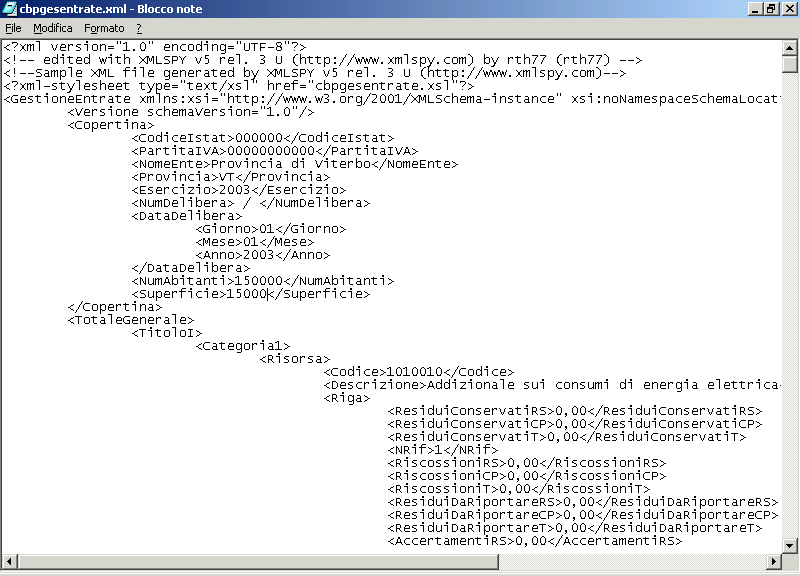 cbpgesentrate.xml - Blocco note
File Modifica Formato ?
<?xml version="1.0" encoding="UTF-8"?>
<!-- edited with XMLSPY v5 rel. 3 U (http://www.xmlspy.com) by rth77 (rth77) -->
<!--Sample XML file generated by XMLSPY v5 rel. 3 U (http://www.xmlspy.com)-->
<?xml-stylesheet type="text/xsl" href="cbpgesentrate.xsl"?>
<GestioneEntrate xmlns:xsi="http://www.w3.org/2001/XMLSchema-instance" xsi:noNamespaceSchemaLocat
<Versione schemaVersion="1.0"/>
<Copertina>
<CodiceIstat>000000</CodiceIstat>
<PartitaIVA>00000000000</PartitaIVA>
<NomeEnte>Provincia di Viterbo</NomeEnte>
<Provincia>VT</Provincia>
<Esercizio>2003</Esercizio>
<NumDelibera> / </NumDelibera>
<DataDelibera>
<Giorno>01</Giorno>
<Mese>01</Mese>
<Anno>2003</Anno>
</DataDelibera>
<NumAbitanti>150000</NumAbitanti>
<Superficie>15000</Superficie>
</Copertina>
<TotaleGenerale>
<TitoloI>
<Categoria1>
<Risorsa>
<Codice>1010010</Codice>
<Descrizione>Addizionale sui consumi di energia elettrica
<Riga>
<ResiduiConservatiRS>0,00</ResiduiConservatiRS>
<ResiduiConservatiCP>0,00</ResiduiConservatiCP>
<ResiduiConservatiT>0,00</ResiduiConservatiT>
<NRif>1</NRif>
<RiscossioniRS>0,00</RiscossioniRS>
<RiscossioniCP>0,00</RiscossioniCP>
<RiscossioniT>0,00</RiscossioniT>
<ResiduiDaRiportareRS>0,00</ResiduiDaRiportareRS>
<ResiduiDaRiportareCP>0,00</ResiduiDaRiportareCP>
<ResiduiDaRiportareT>0,00</ResiduiDaRiportareT>
<AccertamentiRS>0,00</AccertamentiRS>